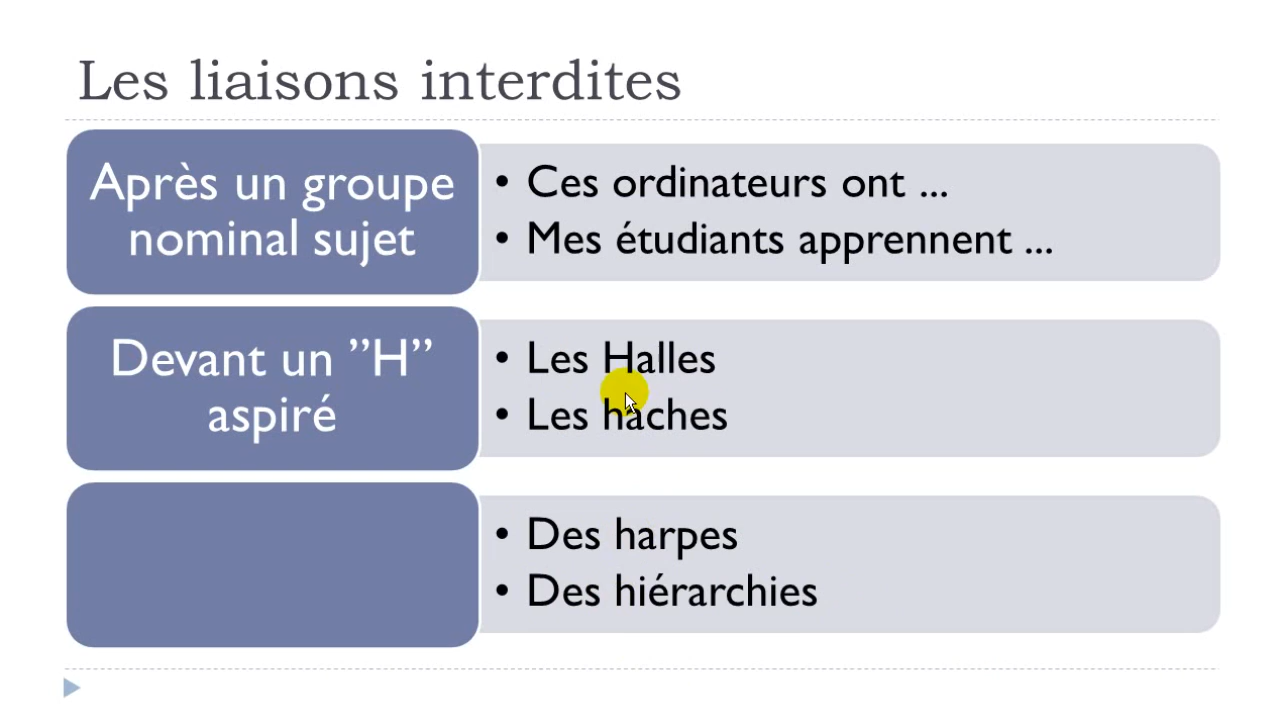 Les liaisons interdites
Après un groupe
nominal sujet
• Ces ordinateurs ont ...
• Mes étudiants apprennent ...
Devant un ”H”
aspiré
• Les Halles
• Les haches
• Des harpes
• Des hiérarchies